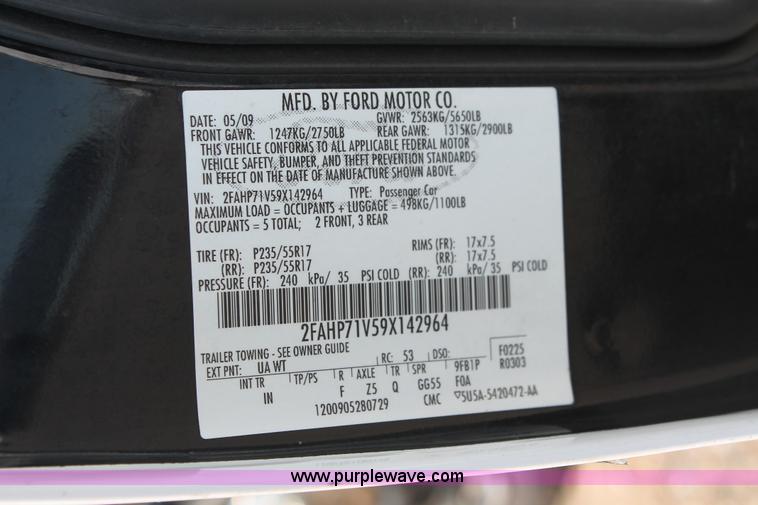 MFD. BY FORD MOTOR CO.
DATE: 05/09 GVWR: 2563KG/5650LB
FRONT GAWR: 1247KG/2750LB REAR GAWR: 1315KG/2900LB
THIS VEHICLE CONFORMS TO ALL APPLICABLE FEDERAL MOTOR
VEHICLE SAFETY, BUMPER, AND THEFT PREVENTION STANDARDS
IN EFFECT ON THE DATE OF MANUFACTURE SHOWN ABOVE.
VIN: 2FAHP71V59X142964 TYPE: Passenger Car
MAXIMUM LOAD = OCCUPANTS + LUGGAGE = 498KG/1100LB
OCCUPANTS = 5 TOTAL; 2 FRONT, 3 REAR
TIRE (FR): P235/55R17 RIMS (FR): 17x7.5
(RR): P235/55R17 (RR): 17x7.5
PRESSURE (FR): 240 kPa/ 35 PSI COLD (RR): 240 kPa/ 35 PSI COLD
2FAHP71V59X142964
TRAILER TOWING - SEE OWNER GUIDE
EXT PNT: UA WT RC: 53 DSO: F0225
INT TR TP/PS R AXLE TR SPR 9FB1P R0303
IN F Z5 Q GG55 FOA
1200905280729 CMC ▽5U5A-5420472-AA
www.purplewave.com